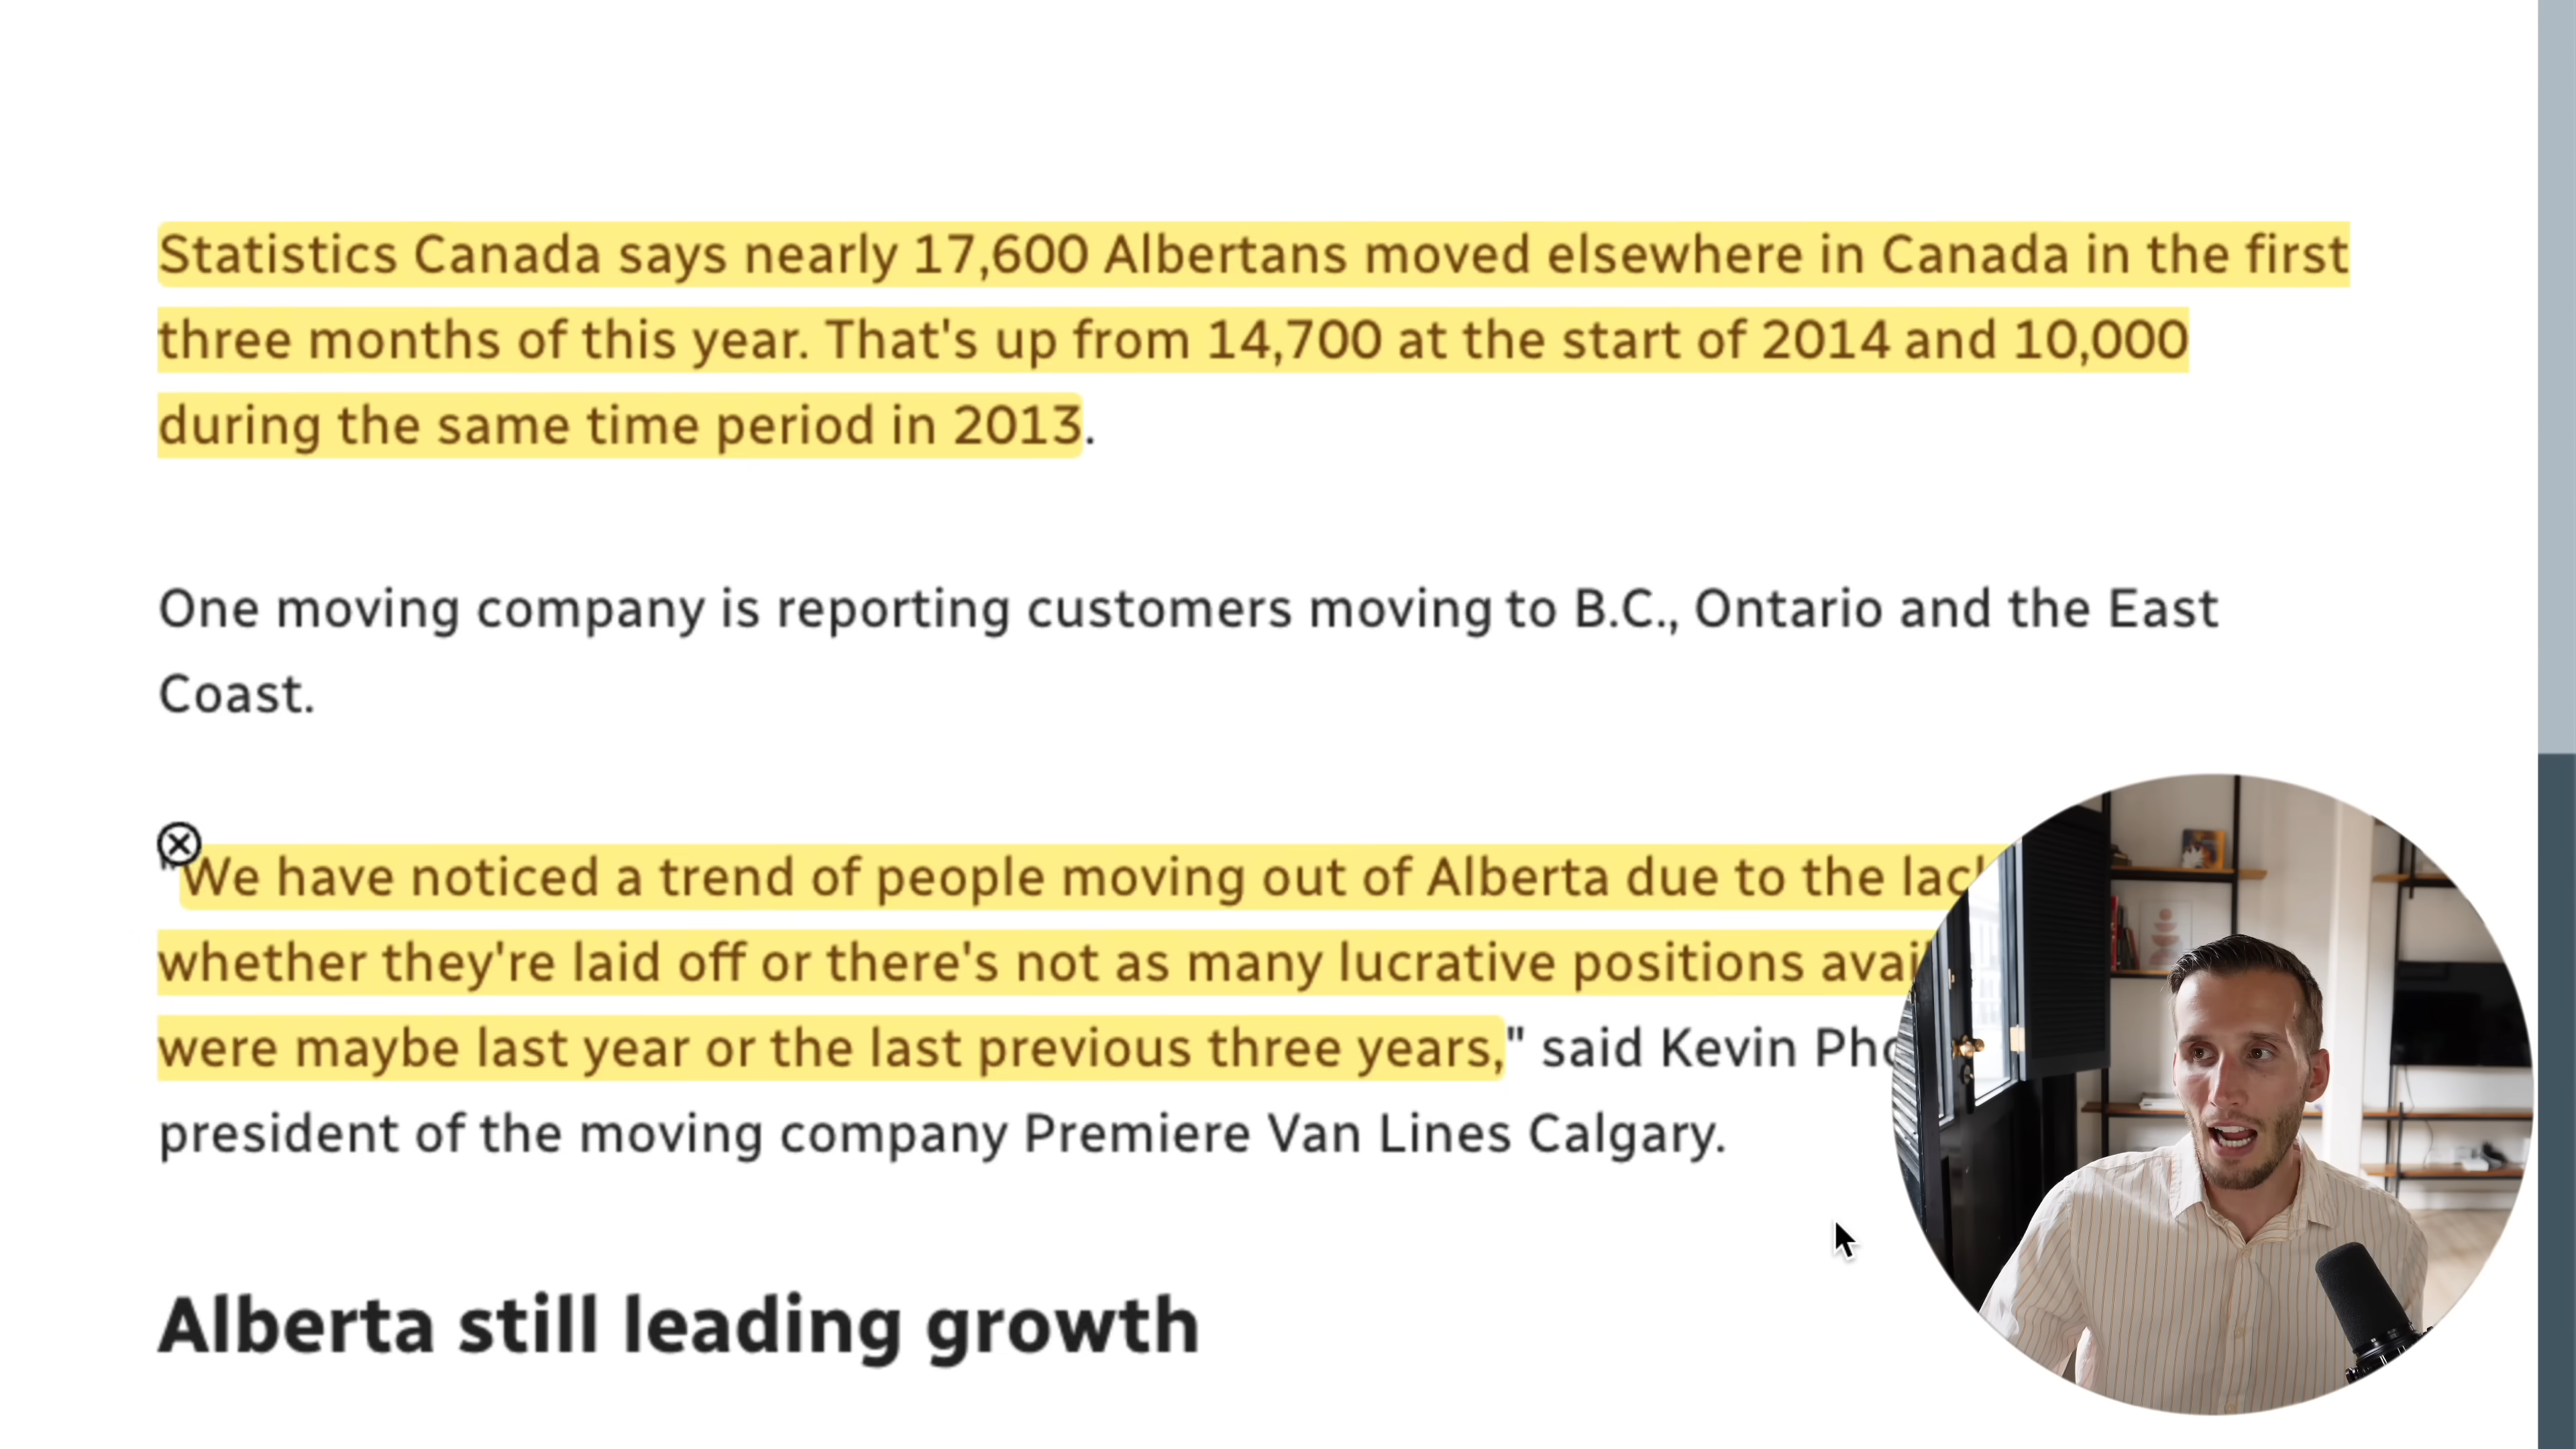 Statistics Canada says nearly 17,600 Albertans moved elsewhere in Canada in the first
three months of this year. That's up from 14,700 at the start of 2014 and 10,000
during the same time period in 2013.
One moving company is reporting customers moving to B.C., Ontario and the East
Coast.
"We have noticed a trend of people moving out of Alberta due to the
whether they're laid off or there's not as many lucrative positions
were maybe last year or the last previous three years," said Kevin
president of the moving company Premiere Van Lines Calgary.
Alberta still leading growth